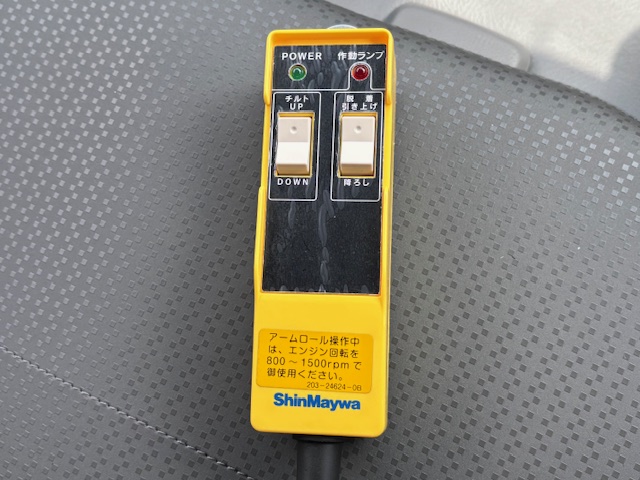 POWER 作動ランプ
チルト
UP
DOWN
脱着
引き上げ
降ろし
アームロール操作中
は、エンジン回転を
800～1500rpmで
御使用ください。
203-24624-0B
ShinMaywa